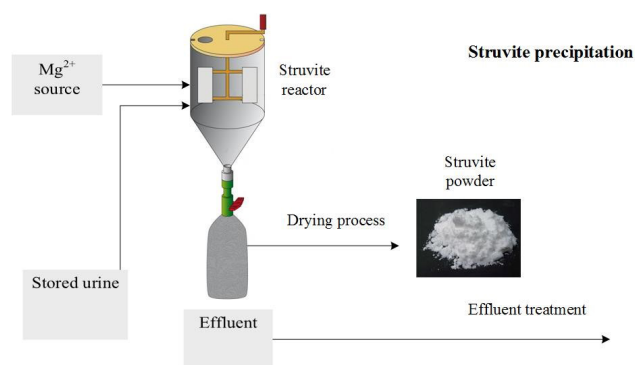 Struvite precipitation
Mg²⁺
source
Struvite
reactor
Struvite
powder
Drying process
Stored urine
Effluent
Effluent treatment